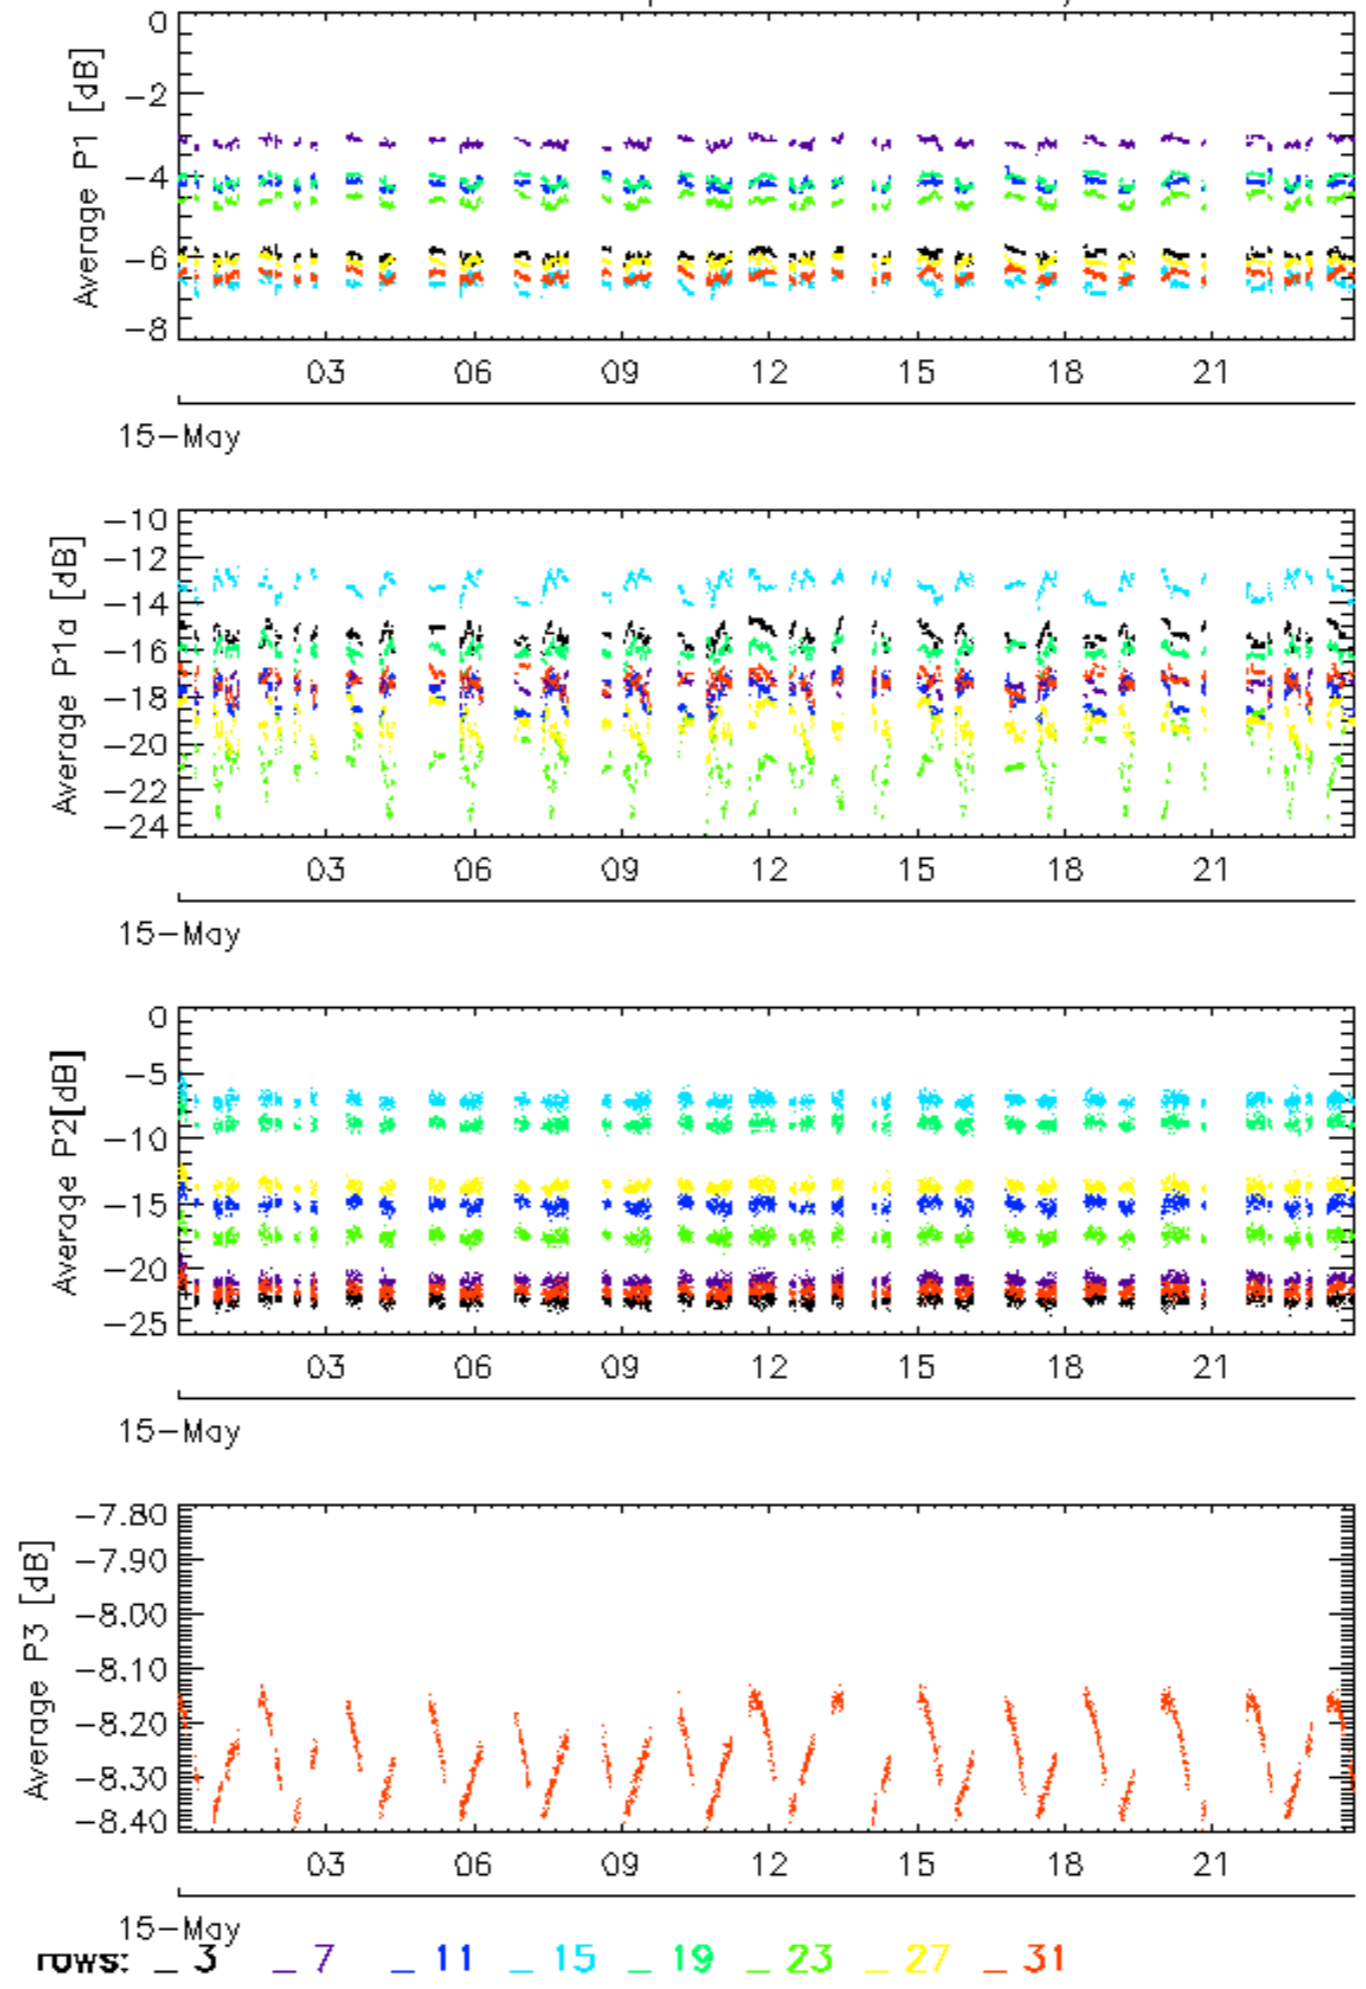 0
-2
-4
-6
-8
Average P1 [dB]
03 06 09 12 15 18 21
15-May
-10
-12
-14
-16
-18
-20
-22
-24
Average P1a [dB]
03 06 09 12 15 18 21
15-May
0
-5
-10
-15
-20
-25
Average P2[dB]
03 06 09 12 15 18 21
15-May
-7.80
-7.90
-8.00
-8.10
-8.20
-8.30
-8.40
Average P3 [dB]
03 06 09 12 15 18 21
15-May
rows: _ 3 _ 7 _ 11 _ 15 _ 19 _ 23 _ 27 _ 31